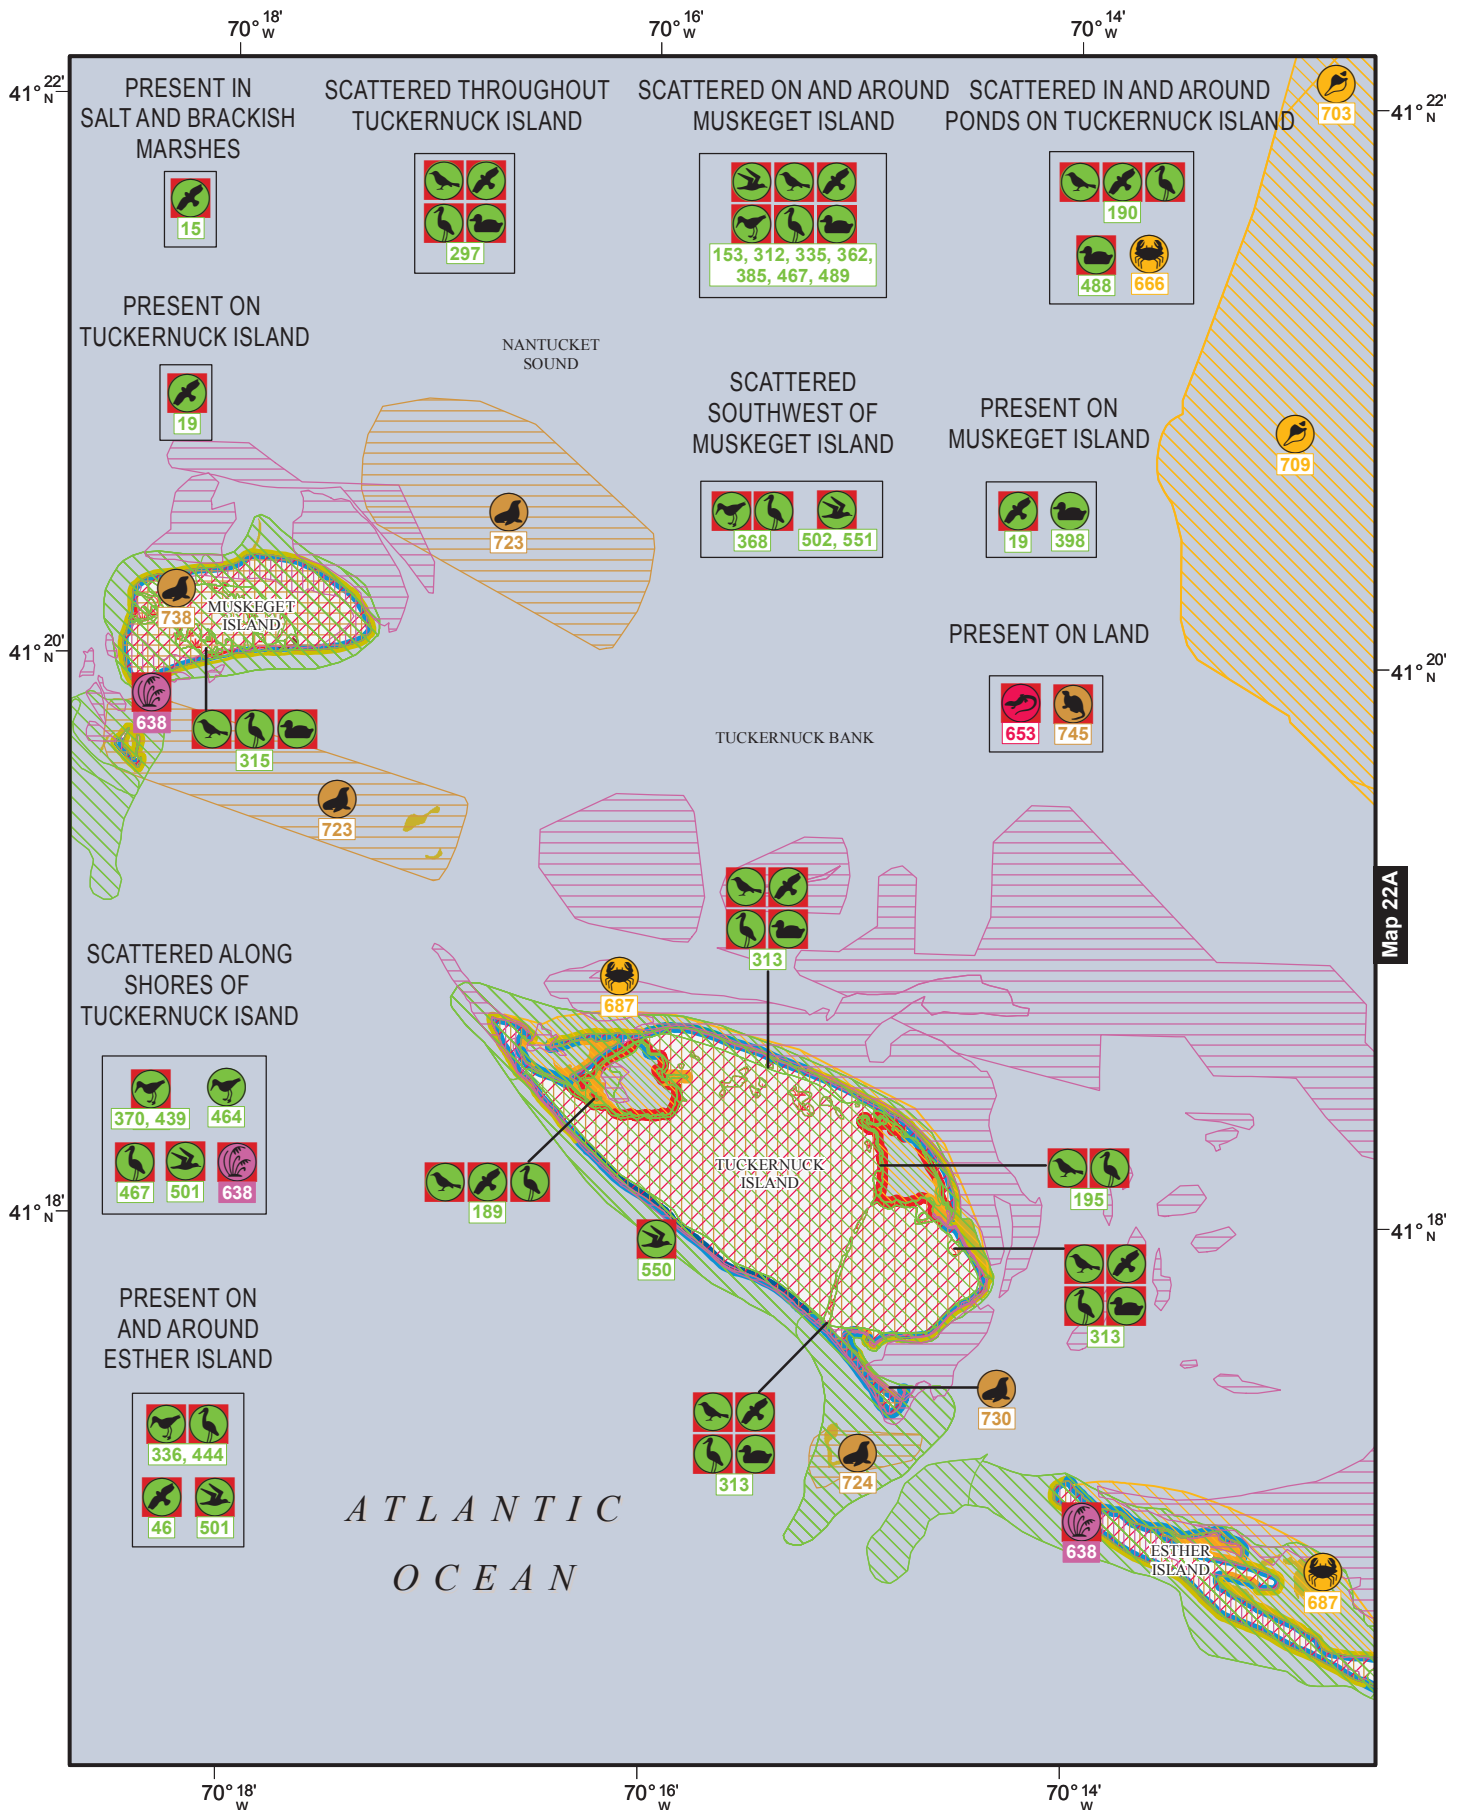 70° 18' W
70° 16' W
70° 14' W
41° 22' N
41° 22' N
PRESENT IN
SALT AND BRACKISH
MARSHES
15
SCATTERED THROUGHOUT
TUCKERNUCK ISLAND
297
SCATTERED ON AND AROUND
MUSKEGET ISLAND
153, 312, 335, 362,
385, 467, 489
SCATTERED IN AND AROUND
PONDS ON TUCKERNUCK ISLAND
190
488
666
703
PRESENT ON
TUCKERNUCK ISLAND
19
NANTUCKET
SOUND
SCATTERED
SOUTHWEST OF
MUSKEGET ISLAND
368
502, 551
PRESENT ON
MUSKEGET ISLAND
19
398
709
723
738
MUSKEGET
ISLAND
41° 20' N
41° 20' N
PRESENT ON LAND
653
745
638
315
TUCKERNUCK BANK
723
Map 22A
313
SCATTERED ALONG
SHORES OF
TUCKERNUCK ISAND
370, 439
464
467
501
638
687
189
TUCKERNUCK
ISLAND
195
41° 18' N
41° 18' N
550
313
PRESENT ON
AND AROUND
ESTHER ISLAND
336, 444
46
501
730
313
724
ATLANTIC
OCEAN
638
ESTHER
ISLAND
687
70° 18' W
70° 16' W
70° 14' W